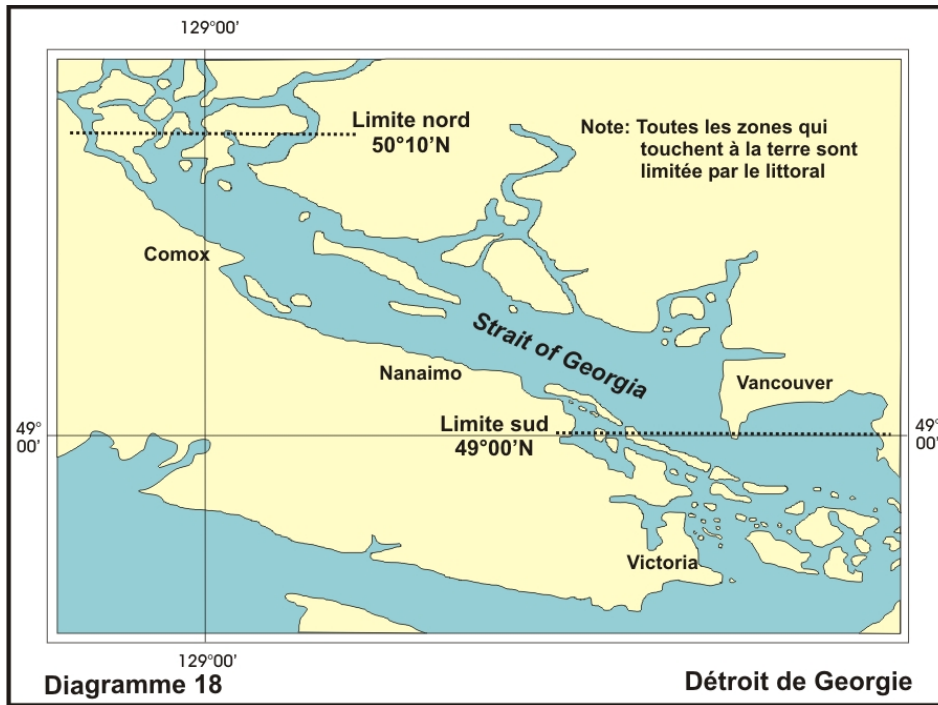 129°00'
Limite nord
50°10'N
Note: Toutes les zones qui
touchent à la terre sont
limitée par le littoral
Comox
Strait of Georgia
Nanaimo
Vancouver
Limite sud
49°00'N
49°
00'
49°
00'
Victoria
129°00'
Diagramme 18
Détroit de Georgie